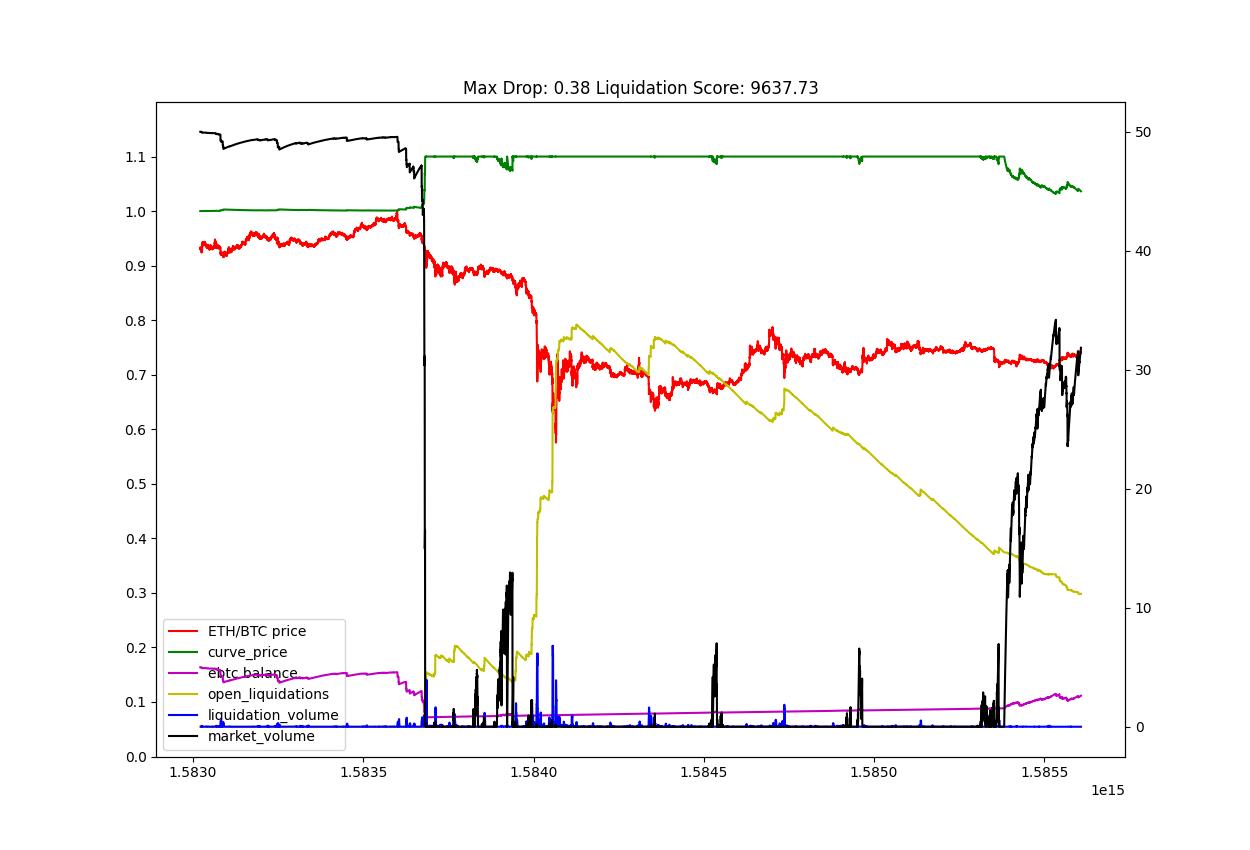 Max Drop: 0.38 Liquidation Score: 9637.73
1.1
1.0
0.9
0.8
0.7
0.6
0.5
0.4
0.3
0.2
0.1
0.0
50
40
30
20
10
0
ETH/BTC price
curve_price
ebtc balance
open_liquidations
liquidation_volume
market_volume
1.5830 1.5835 1.5840 1.5845 1.5850 1.5855
1e15